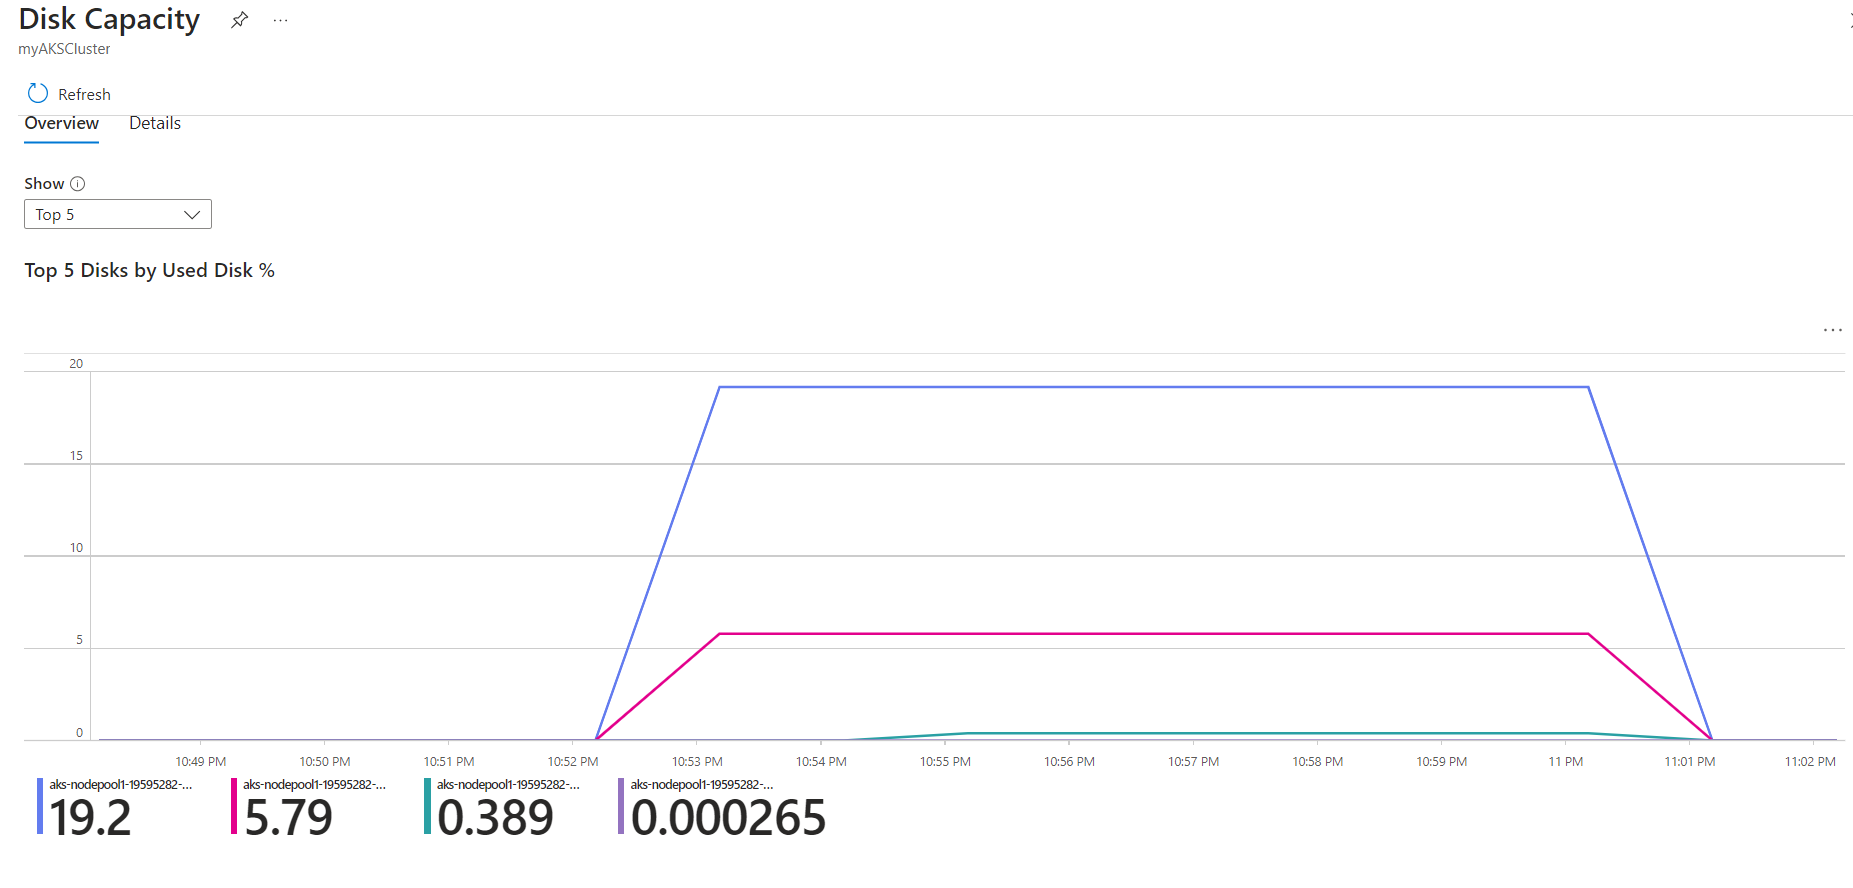 Disk Capacity
...
myAKSCluster
Refresh
Overview Details
Show
Top 5
Top 5 Disks by Used Disk %
...
20
15
10
5
0
10:49 PM 10:50 PM 10:51 PM 10:52 PM 10:53 PM 10:54 PM 10:55 PM 10:56 PM 10:57 PM 10:58 PM 10:59 PM 11 PM 11:01 PM 11:02 PM
aks-nodepool1-19595282-... aks-nodepool1-19595282-... aks-nodepool1-19595282-... aks-nodepool1-19595282-...
19.2 5.79 0.389 0.000265